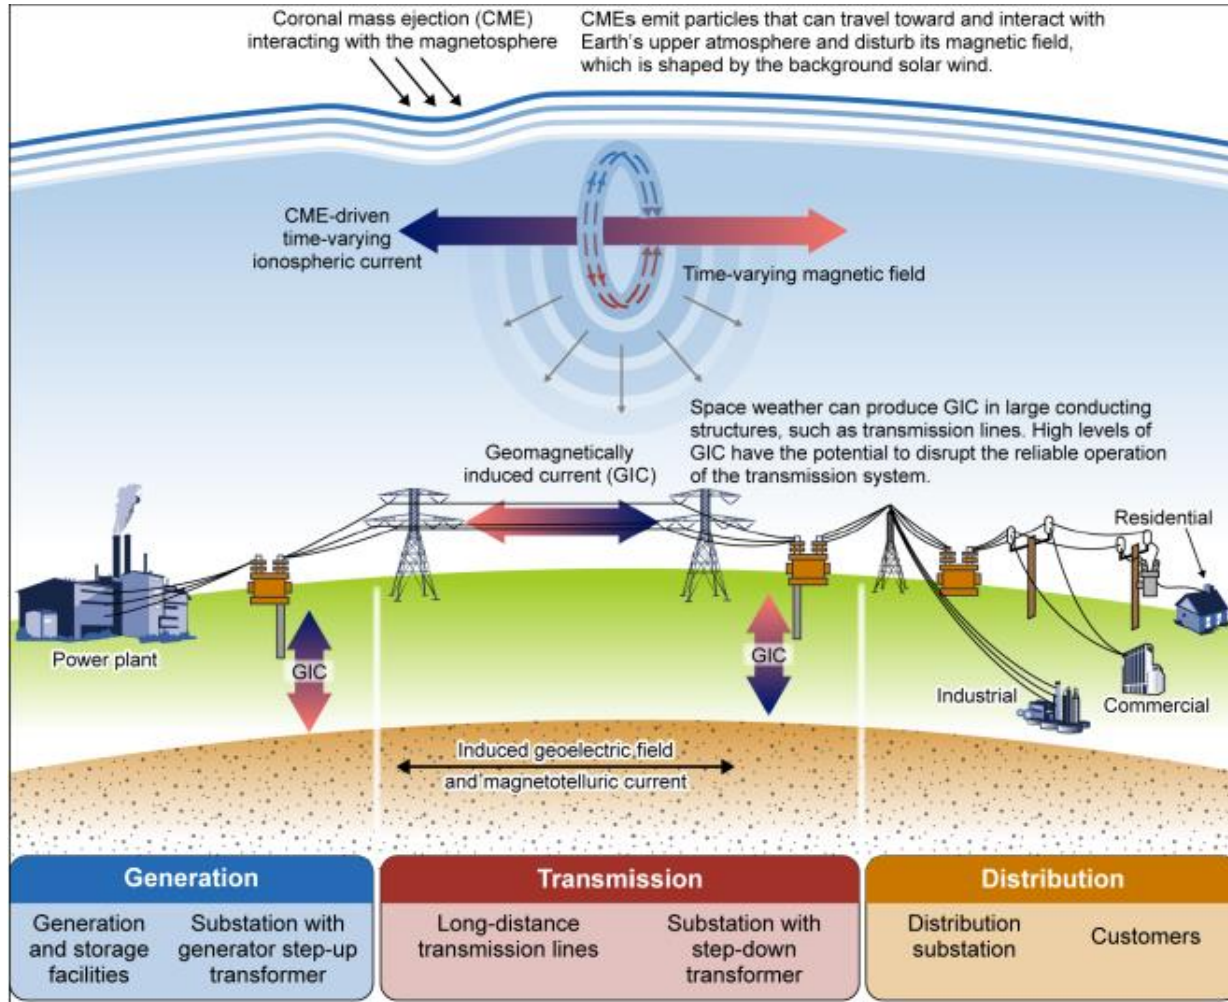 Coronal mass ejection (CME)
interacting with the magnetosphere
CMEs emit particles that can travel toward and interact with
Earth's upper atmosphere and disturb its magnetic field,
which is shaped by the background solar wind.
CME-driven
time-varying
ionospheric current
Time-varying magnetic field
Space weather can produce GIC in large conducting
structures, such as transmission lines. High levels of
GIC have the potential to disrupt the reliable operation
of the transmission system.
Geomagnetically
induced current (GIC)
Residential
Power plant
GIC
GIC
Industrial
Commercial
Induced geoelectric field
and magnetotelluric current
Generation
Generation
and storage
facilities
Substation with
generator step-up
transformer
Transmission
Long-distance
transmission lines
Substation with
step-down
transformer
Distribution
Distribution
substation
Customers